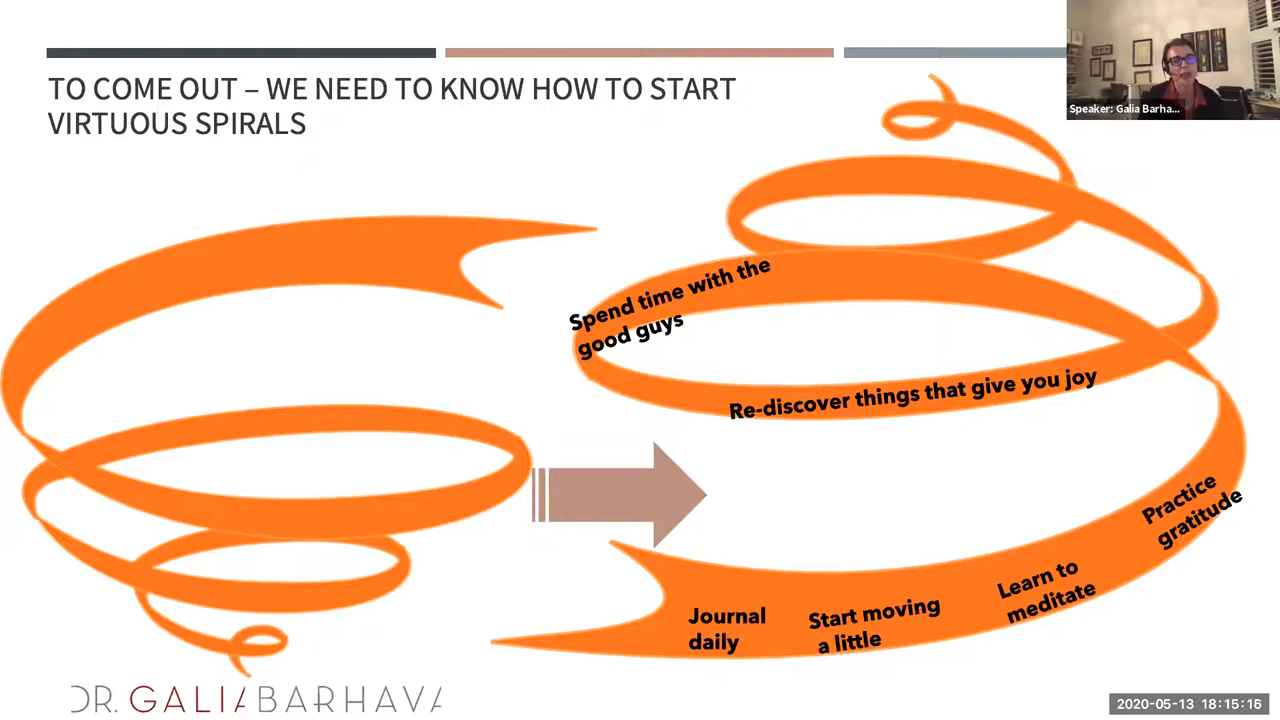 TO COME OUT – WE NEED TO KNOW HOW TO START
VIRTUOUS SPIRALS
Speaker: Galia Barha...
Spend time with the
good guys
Re-discover things that give you joy
Practice
gratitude
Learn to
meditate
Start moving
a little
Journal
daily
DR. GALIA BARHAVA
2020-05-13 18:15:16